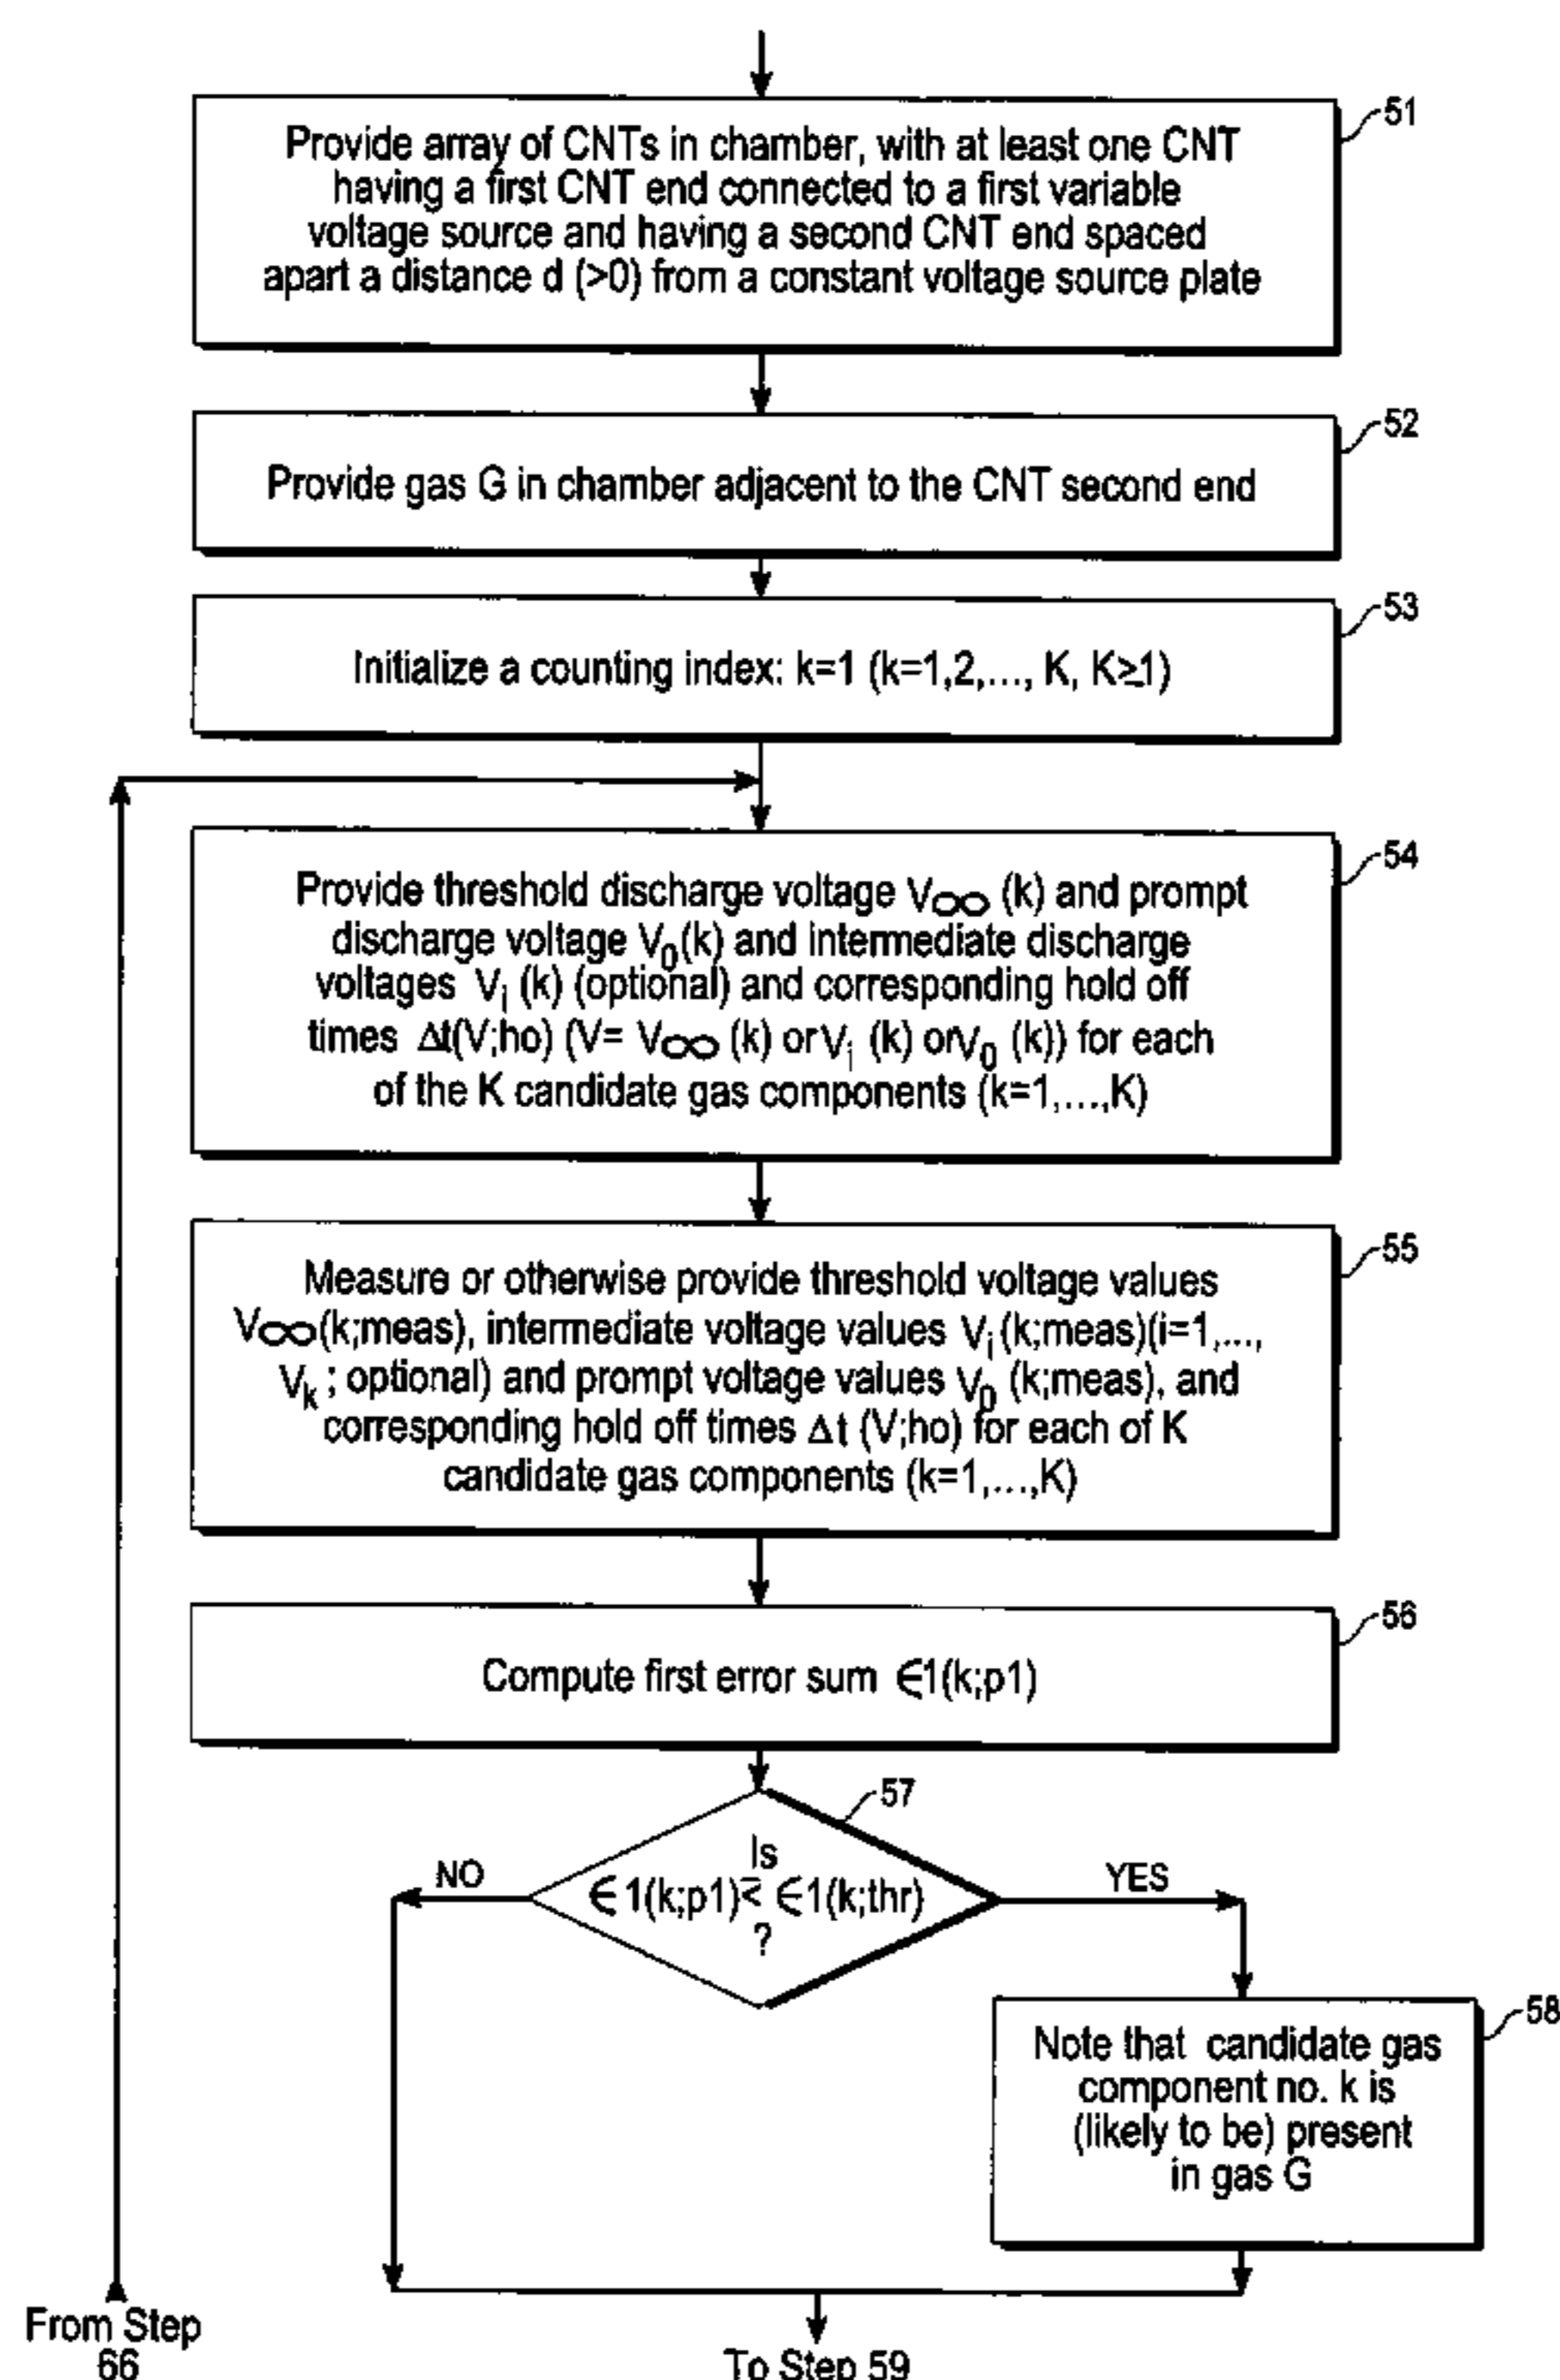 51
Provide array of CNTs in chamber, with at least one CNT
having a first CNT end connected to a first variable
voltage source and having a second CNT end spaced
apart a distance d (>0) from a constant voltage source plate
52
Provide gas G in chamber adjacent to the CNT second end
53
Initialize a counting index: k=1 (k=1,2,..., K, K≥1)
54
Provide threshold discharge voltage V∞ (k) and prompt
discharge voltage V₀(k) and intermediate discharge
voltages Vᵢ (k) (optional) and corresponding hold off
times Δt(V;ho) (V= V∞ (k) or Vᵢ (k) or V₀ (k)) for each
of the K candidate gas components (k=1,...,K)
55
Measure or otherwise provide threshold voltage values
V∞(k;meas), intermediate voltage values Vᵢ (k;meas)(i=1,...,
Vₖ ; optional) and prompt voltage values V₀ (k;meas), and
corresponding hold off times Δt (V;ho) for each of K
candidate gas components (k=1,...,K)
56
Compute first error sum ∈1(k;p1)
57
Is
∈1(k;p1) ≤ ∈1(k;thr)
?
NO
YES
58
Note that candidate gas
component no. k is
(likely to be) present
in gas G
From Step
66
To Step 59